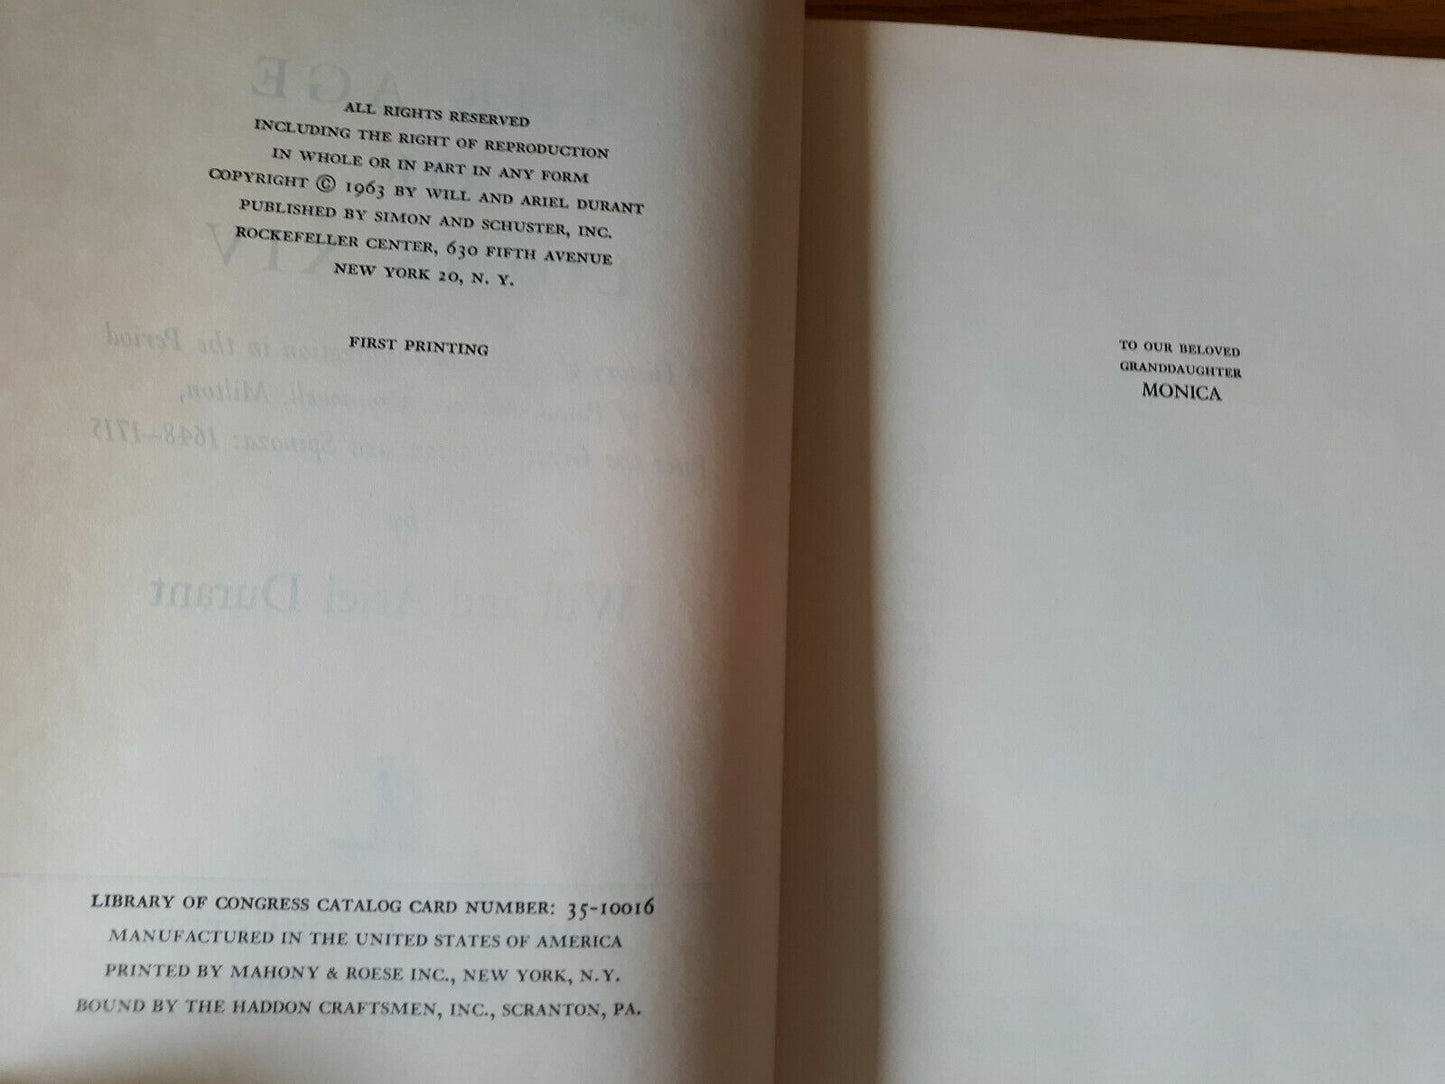 ALL RIGHTS RESERVED
INCLUDING THE RIGHT OF REPRODUCTION
IN WHOLE OR IN PART IN ANY FORM
COPYRIGHT © 1963 BY WILL AND ARIEL DURANT
PUBLISHED BY SIMON AND SCHUSTER, INC.
ROCKEFELLER CENTER, 630 FIFTH AVENUE
NEW YORK 20, N. Y.
FIRST PRINTING
LIBRARY OF CONGRESS CATALOG CARD NUMBER: 35-10016
MANUFACTURED IN THE UNITED STATES OF AMERICA
PRINTED BY MAHONY & ROESE INC., NEW YORK, N.Y.
BOUND BY THE HADDON CRAFTSMEN, INC., SCRANTON, PA.
TO OUR BELOVED
GRANDDAUGHTER
MONICA